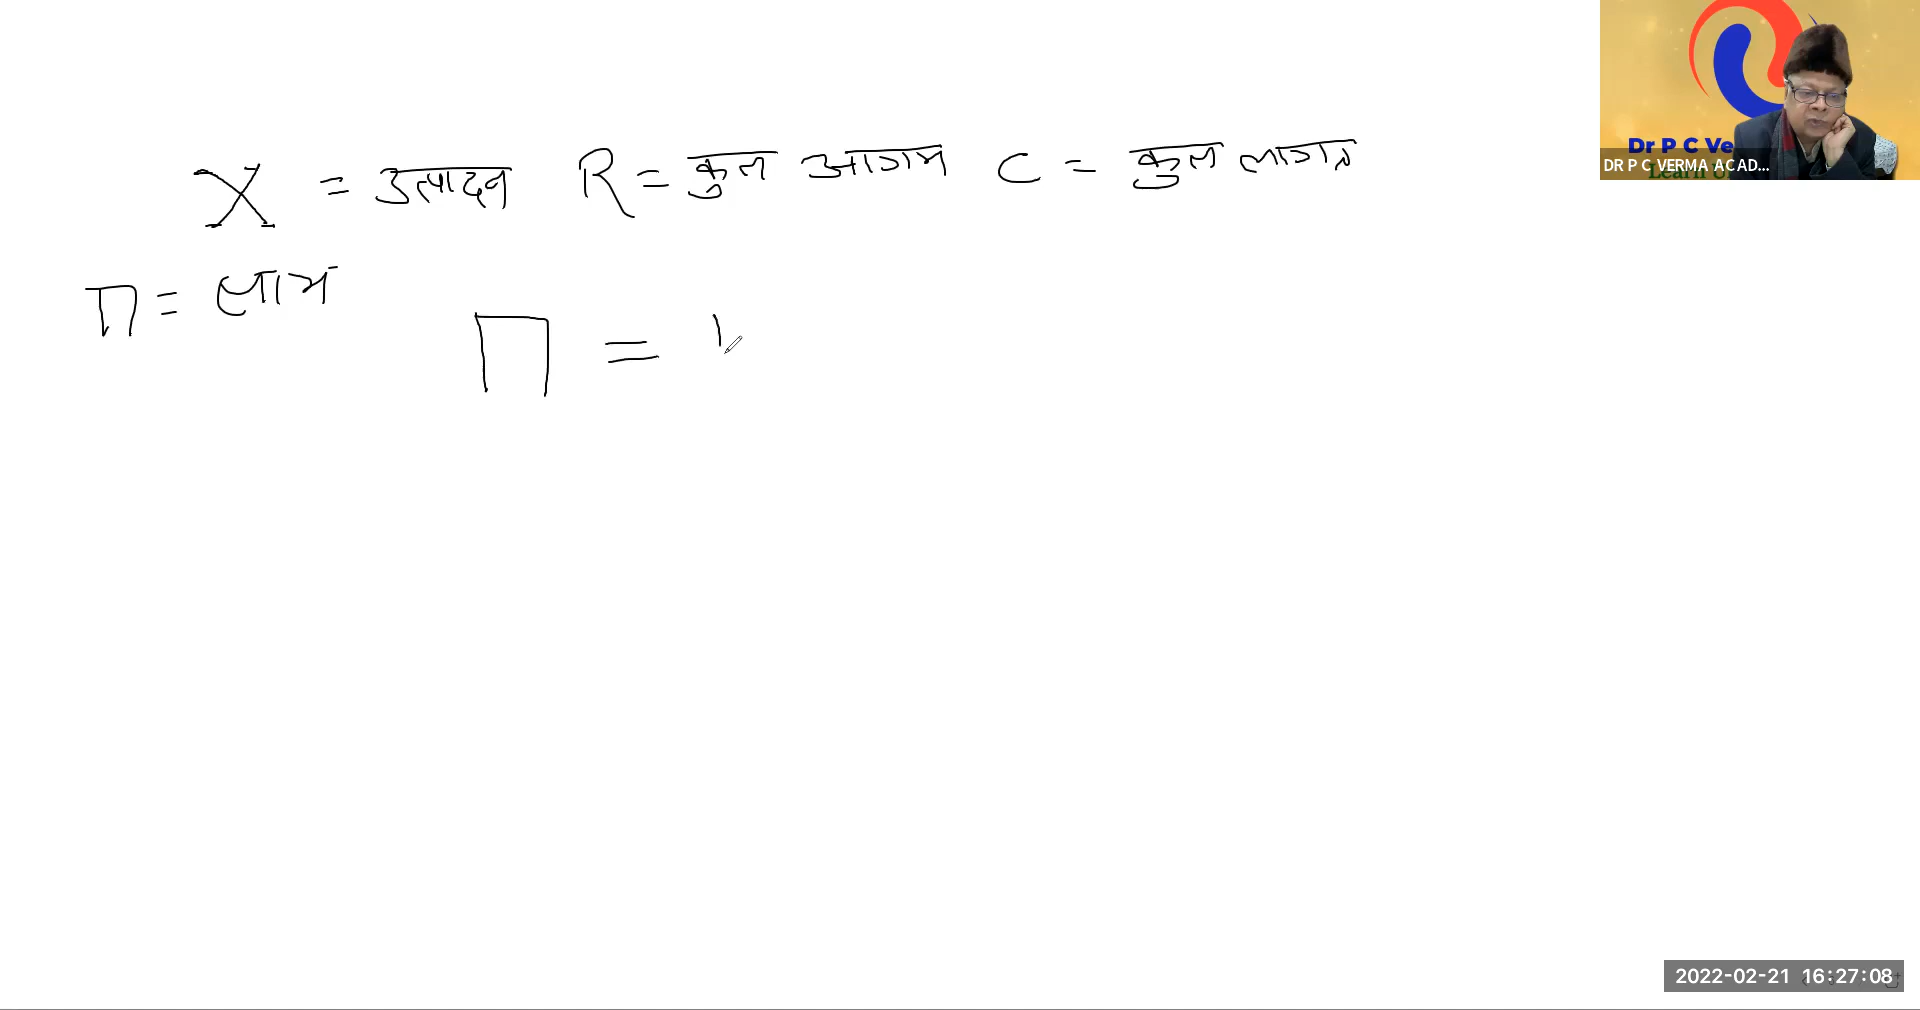 X = उत्पादन R = कुल आगम C = कुल लागत
Π = लाभ
Π =
Dr P C Ve
DR P C VERMA ACAD...
2022-02-21 16:27:08